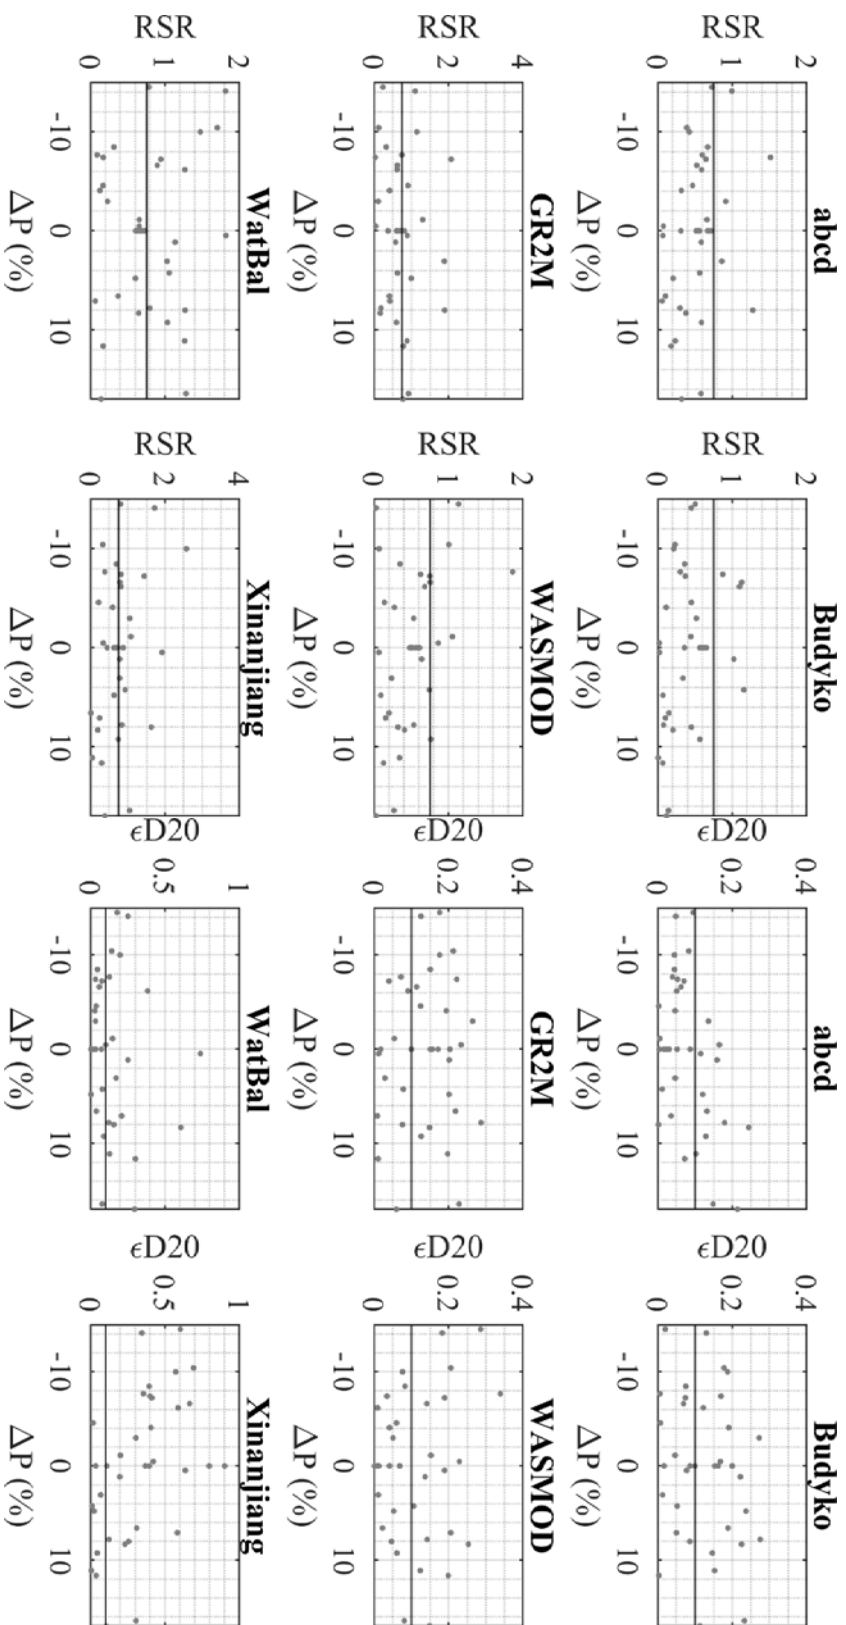 abcd
RSR
2
1
0
-10 0 10
ΔP (%)
Budyko
RSR
2
1
0
-10 0 10
ΔP (%)
abcd
ϵD20
0.4
0.2
0
-10 0 10
ΔP (%)
Budyko
ϵD20
0.4
0.2
0
-10 0 10
ΔP (%)
GR2M
RSR
4
2
0
-10 0 10
ΔP (%)
WASMOD
RSR
2
1
0
-10 0 10
ΔP (%)
GR2M
ϵD20
0.4
0.2
0
-10 0 10
ΔP (%)
WASMOD
ϵD20
0.4
0.2
0
-10 0 10
ΔP (%)
WatBal
RSR
2
1
0
-10 0 10
ΔP (%)
Xinanjiang
RSR
4
2
0
-10 0 10
ΔP (%)
WatBal
ϵD20
1
0.5
0
-10 0 10
ΔP (%)
Xinanjiang
ϵD20
1
0.5
0
-10 0 10
ΔP (%)